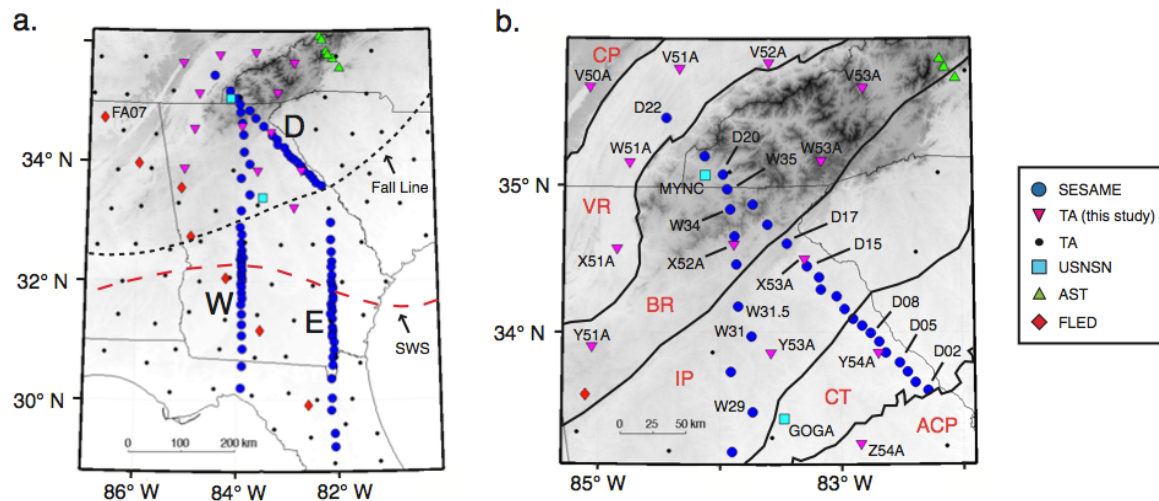 a.
FA07
D
34° N
Fall Line
32° N
W
E
SWS
30° N
0
100
200 km
86° W
84° W
82° W
b.
CP
V51A
V52A
V50A
V53A
D22
D20
W51A
W35
W53A
MYNC
35° N
VR
W34
D17
D15
X51A
X52A
X53A
BR
D08
W31.5
D05
34° N
W31
Y53A
Y51A
Y54A
D02
IP
CT
W29
ACP
0
25
50 km
GOGA
Z54A
85° W
83° W
SESAME
TA (this study)
TA
USNSN
AST
FLED